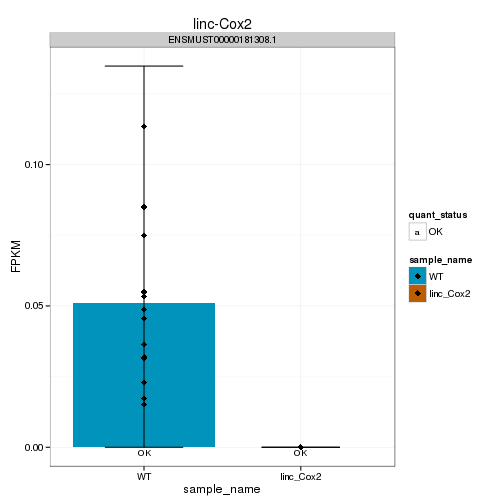 linc-Cox2
ENSMUST00000181308.1
FPKM
0.10
0.05
0.00
OK
OK
WT
linc_Cox2
sample_name
quant_status
a OK
sample_name
WT
linc_Cox2